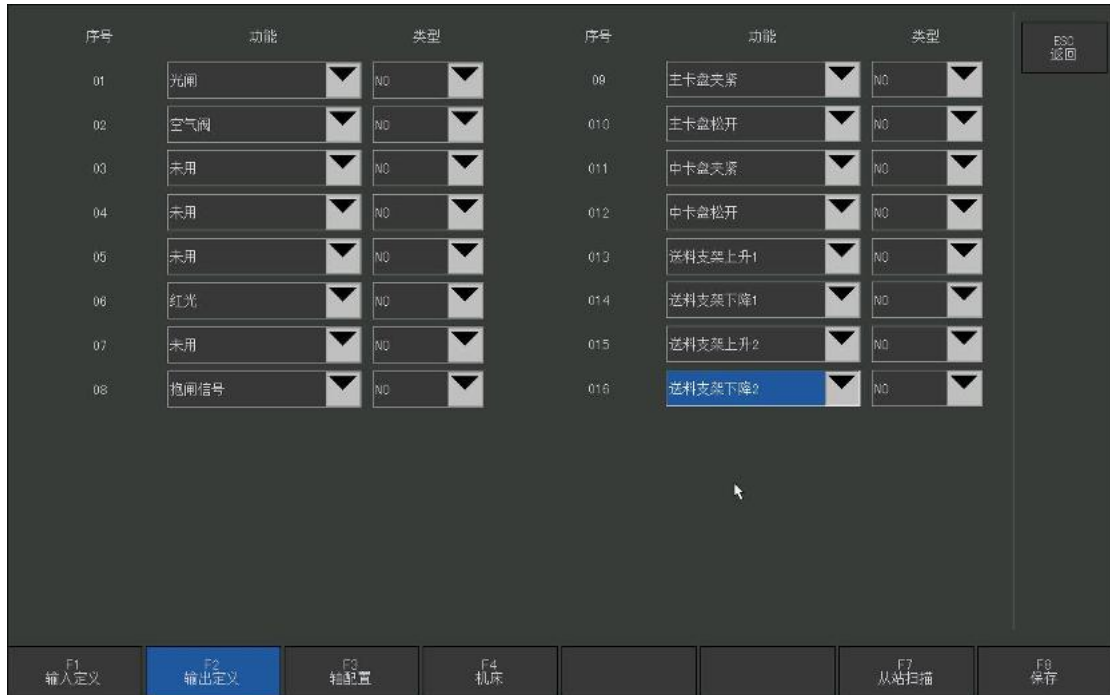 序号 功能 类型 序号 功能 类型
ESC
返回
01 光闸 NO 09 主卡盘夹紧 NO
02 空气阀 NO 010 主卡盘松开 NO
03 未用 NO 011 中卡盘夹紧 NO
04 未用 NO 012 中卡盘松开 NO
05 未用 NO 013 送料支架上升1 NO
06 红光 NO 014 送料支架下降1 NO
07 未用 NO 015 送料支架上升2 NO
08 抱闸信号 NO 016 送料支架下降2 NO
F1 F2 F3 F4 F7 F8
输入定义 输出定义 轴配置 机床 从站扫描 保存